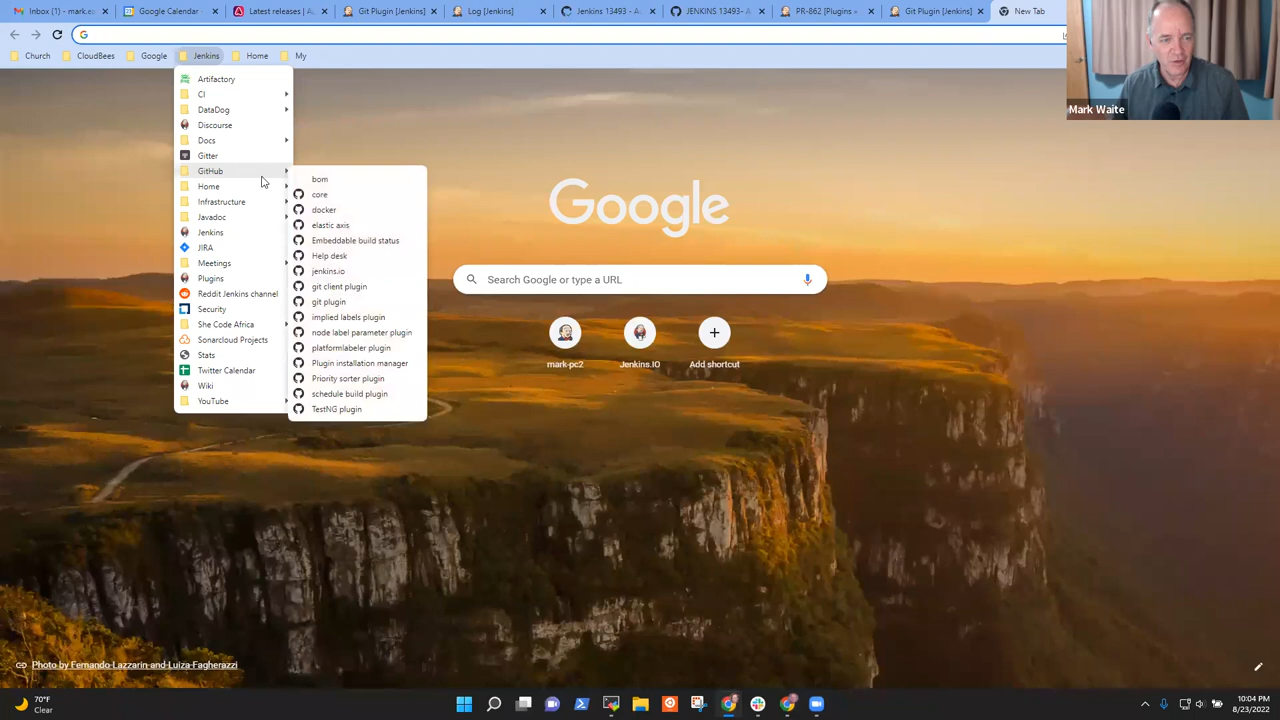 Inbox (31) - mark.e
Google Calendar -
Latest releases | A
Git Plugin [Jenkins]
Log [Jenkins]
Jenkins 13493 - A
JENKINS 13493- A
PR-862 [Plugins »
Git Plugin [Jenkins]
New Tab
Church
CloudBees
Google
Jenkins
Home
My
Artifactory
CI
DataDog
Discourse
Docs
Gitter
GitHub
Home
Infrastructure
Javadoc
Jenkins
JIRA
Meetings
Plugins
Reddit Jenkins channel
Security
She Code Africa
Sonarcloud Projects
Stats
Twitter Calendar
Wiki
YouTube
bom
core
docker
elastic axis
Embeddable build status
Help desk
jenkins.io
git client plugin
git plugin
implied labels plugin
node label parameter plugin
platformlabeler plugin
Plugin installation manager
Priority sorter plugin
schedule build plugin
TestNG plugin
Google
Search Google or type a URL
mark-pc2
Jenkins.IO
Add shortcut
Mark Waite
Photo by Fernando-Lazzarin-and-Luiza-Fagherazzi
70°F
Clear
10:04 PM
8/23/2022